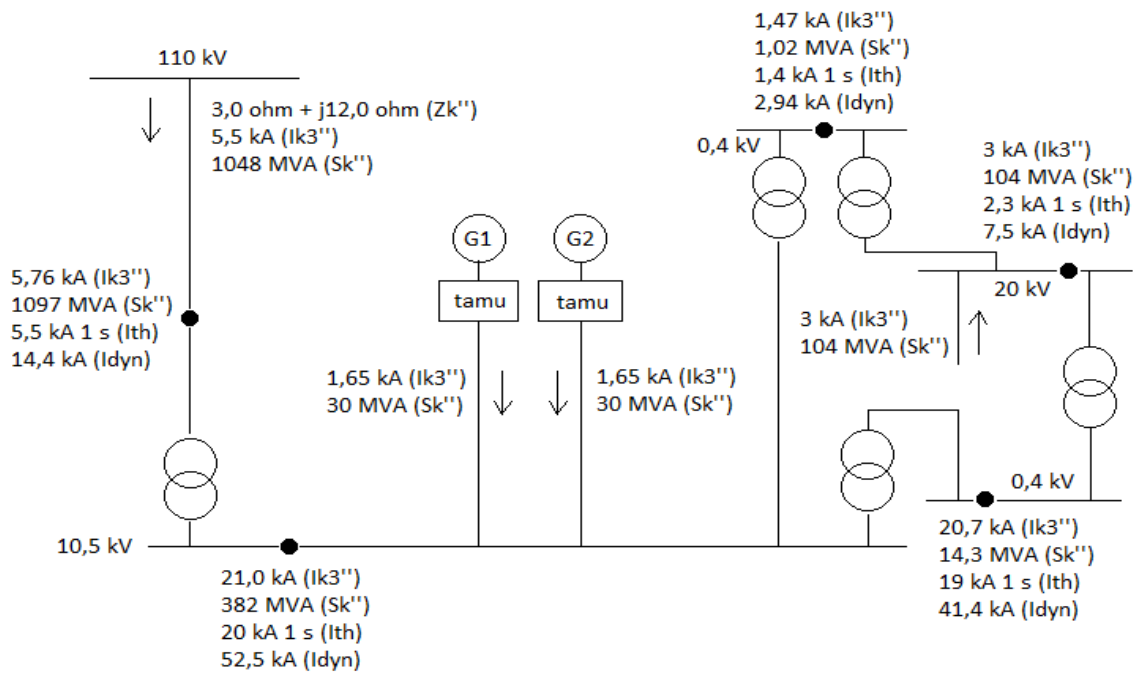 110 kV
3,0 ohm + j12,0 ohm (Zk'')
5,5 kA (Ik3'')
1048 MVA (Sk'')
5,76 kA (Ik3'')
1097 MVA (Sk'')
5,5 kA 1 s (Ith)
14,4 kA (Idyn)
G1
G2
tamu
tamu
1,65 kA (Ik3'')
30 MVA (Sk'')
1,65 kA (Ik3'')
30 MVA (Sk'')
10,5 kV
21,0 kA (Ik3'')
382 MVA (Sk'')
20 kA 1 s (Ith)
52,5 kA (Idyn)
1,47 kA (Ik3'')
1,02 MVA (Sk'')
1,4 kA 1 s (Ith)
2,94 kA (Idyn)
0,4 kV
3 kA (Ik3'')
104 MVA (Sk'')
2,3 kA 1 s (Ith)
7,5 kA (Idyn)
20 kV
3 kA (Ik3'')
104 MVA (Sk'')
0,4 kV
20,7 kA (Ik3'')
14,3 MVA (Sk'')
19 kA 1 s (Ith)
41,4 kA (Idyn)